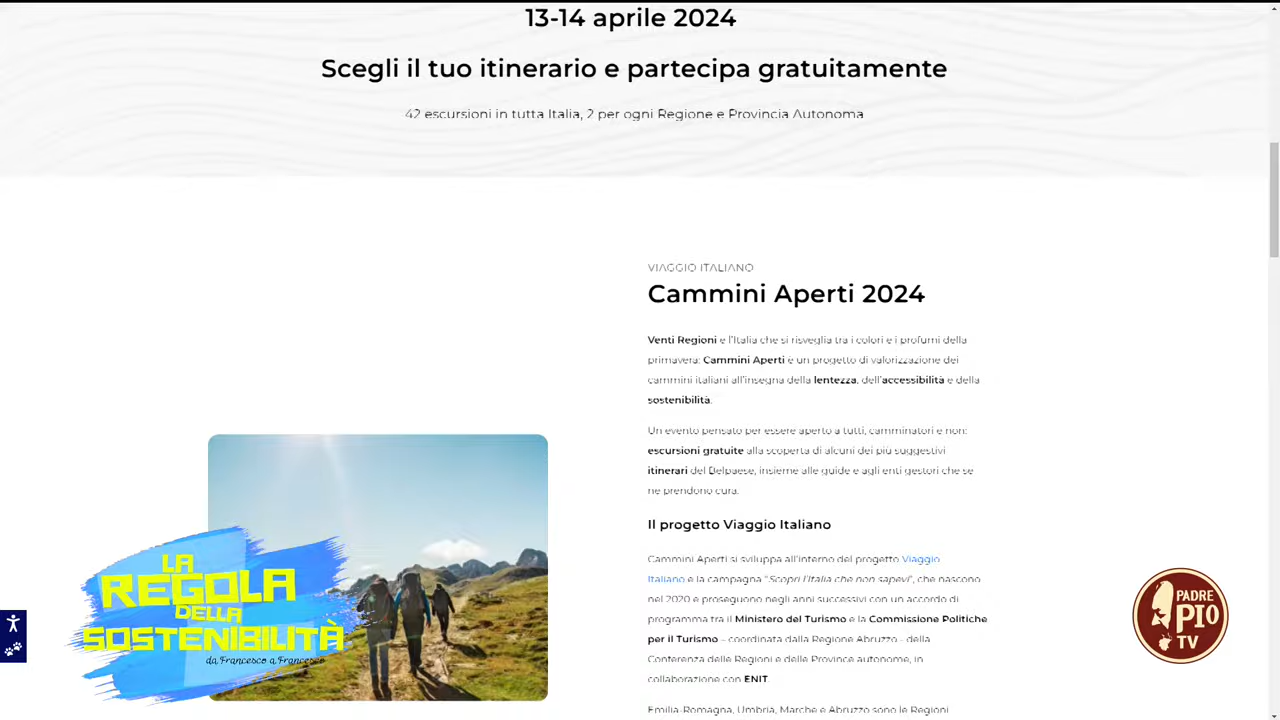 13-14 aprile 2024
Scegli il tuo itinerario e partecipa gratuitamente
42 escursioni in tutta Italia, 2 per ogni Regione e Provincia Autonoma
VIAGGIO ITALIANO
Cammini Aperti 2024
Venti Regioni e l'Italia che si risveglia tra i colori e i profumi della
primavera: Cammini Aperti è un progetto di valorizzazione dei
cammini italiani all'insegna della lentezza, dell'accessibilità e della
sostenibilità.
Un evento pensato per essere aperto a tutti, camminatori e non:
escursioni gratuite alla scoperta di alcuni dei più suggestivi
itinerari del Belpaese, insieme alle guide e agli enti gestori che se
ne prendono cura.
Il progetto Viaggio Italiano
Cammini Aperti si sviluppa all'interno del progetto Viaggio
Italiano e la campagna "Scopri l'Italia che non sapevi", che nascono
nel 2020 e proseguono negli anni successivi con un accordo di
programma tra il Ministero del Turismo e la Commissione Politiche
per il Turismo – coordinata dalla Regione Abruzzo – della
Conferenza delle Regioni e delle Province autonome, in
collaborazione con ENIT.
Emilia-Romagna, Umbria, Marche e Abruzzo sono le Regioni
LA
REGOLA
DELLA
SOSTENIBILITÀ
da Francesco a Francesco
PADRE
PIO
TV